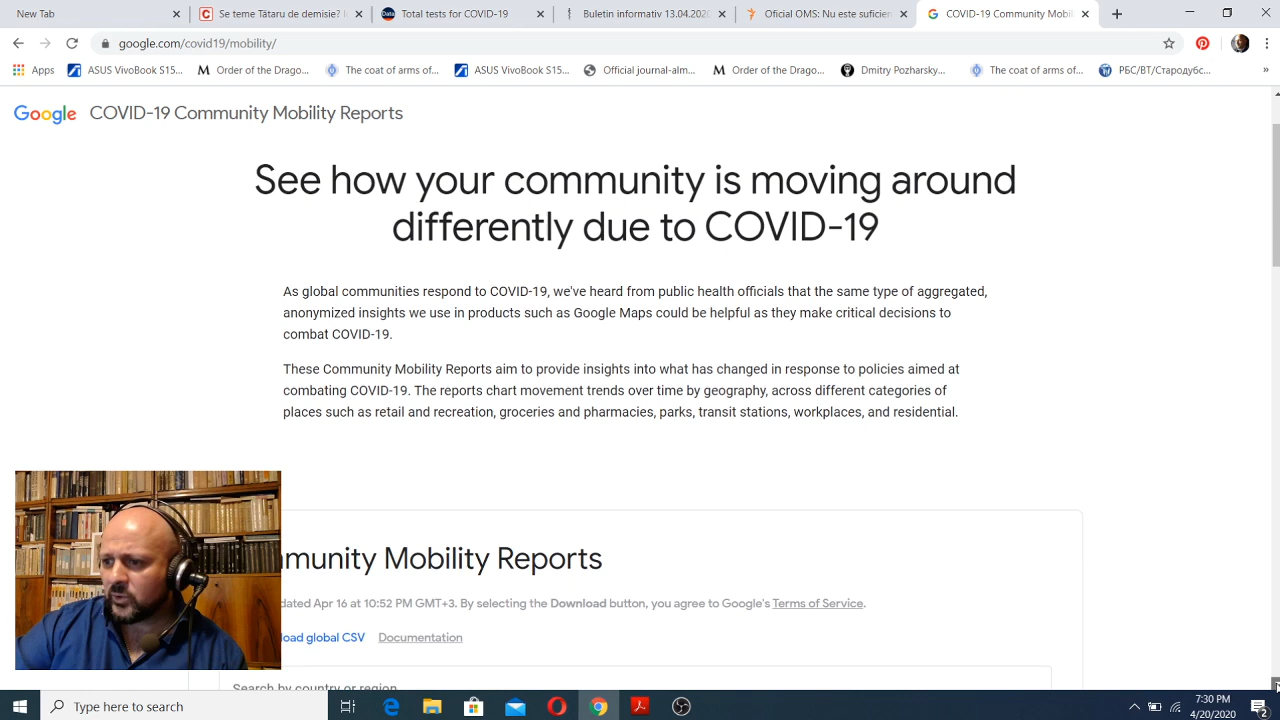 New Tab
Se teme Tătaru de demisie? I
Total tests for COVID-19
Buletin informativ 13.04.2020
Oficial OMS: Nu este suficien
COVID-19 Community Mobil
google.com/covid19/mobility/
Apps
ASUS VivoBook S15...
Order of the Drago...
The coat of arms of...
ASUS VivoBook S15...
Official journal-alm...
Order of the Drago...
Dmitry Pozharsky...
The coat of arms of...
РБС/ВТ/Стародубс...
»
Google COVID-19 Community Mobility Reports
See how your community is moving around
differently due to COVID-19
As global communities respond to COVID-19, we've heard from public health officials that the same type of aggregated,
anonymized insights we use in products such as Google Maps could be helpful as they make critical decisions to
combat COVID-19.
These Community Mobility Reports aim to provide insights into what has changed in response to policies aimed at
combating COVID-19. The reports chart movement trends over time by geography, across different categories of
places such as retail and recreation, groceries and pharmacies, parks, transit stations, workplaces, and residential.
mmunity Mobility Reports
dated Apr 16 at 10:52 PM GMT+3. By selecting the Download button, you agree to Google's Terms of Service.
load global CSV Documentation
Search by country or region
Type here to search
7:30 PM
4/20/2020
2